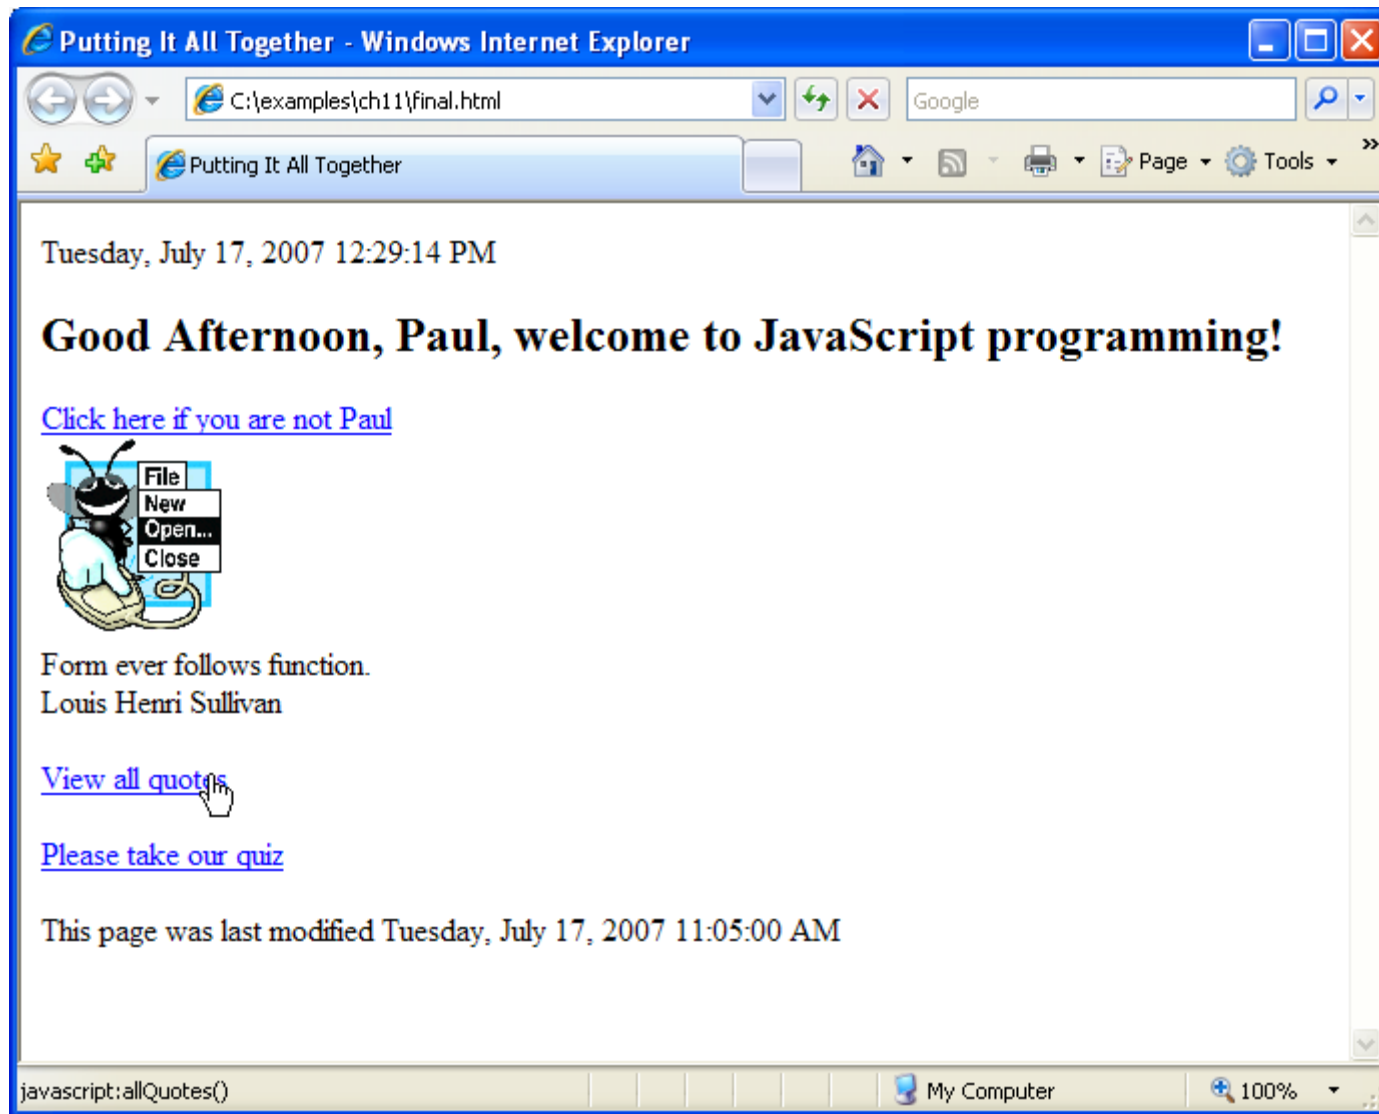 Putting It All Together - Windows Internet Explorer
C:\examples\ch11\final.html
Google
Putting It All Together
Page
Tools
Tuesday, July 17, 2007 12:29:14 PM
Good Afternoon, Paul, welcome to JavaScript programming!
Click here if you are not Paul
File
New
Open...
Close
Form ever follows function.
Louis Henri Sullivan
View all quotes
Please take our quiz
This page was last modified Tuesday, July 17, 2007 11:05:00 AM
javascript:allQuotes()
My Computer
100%